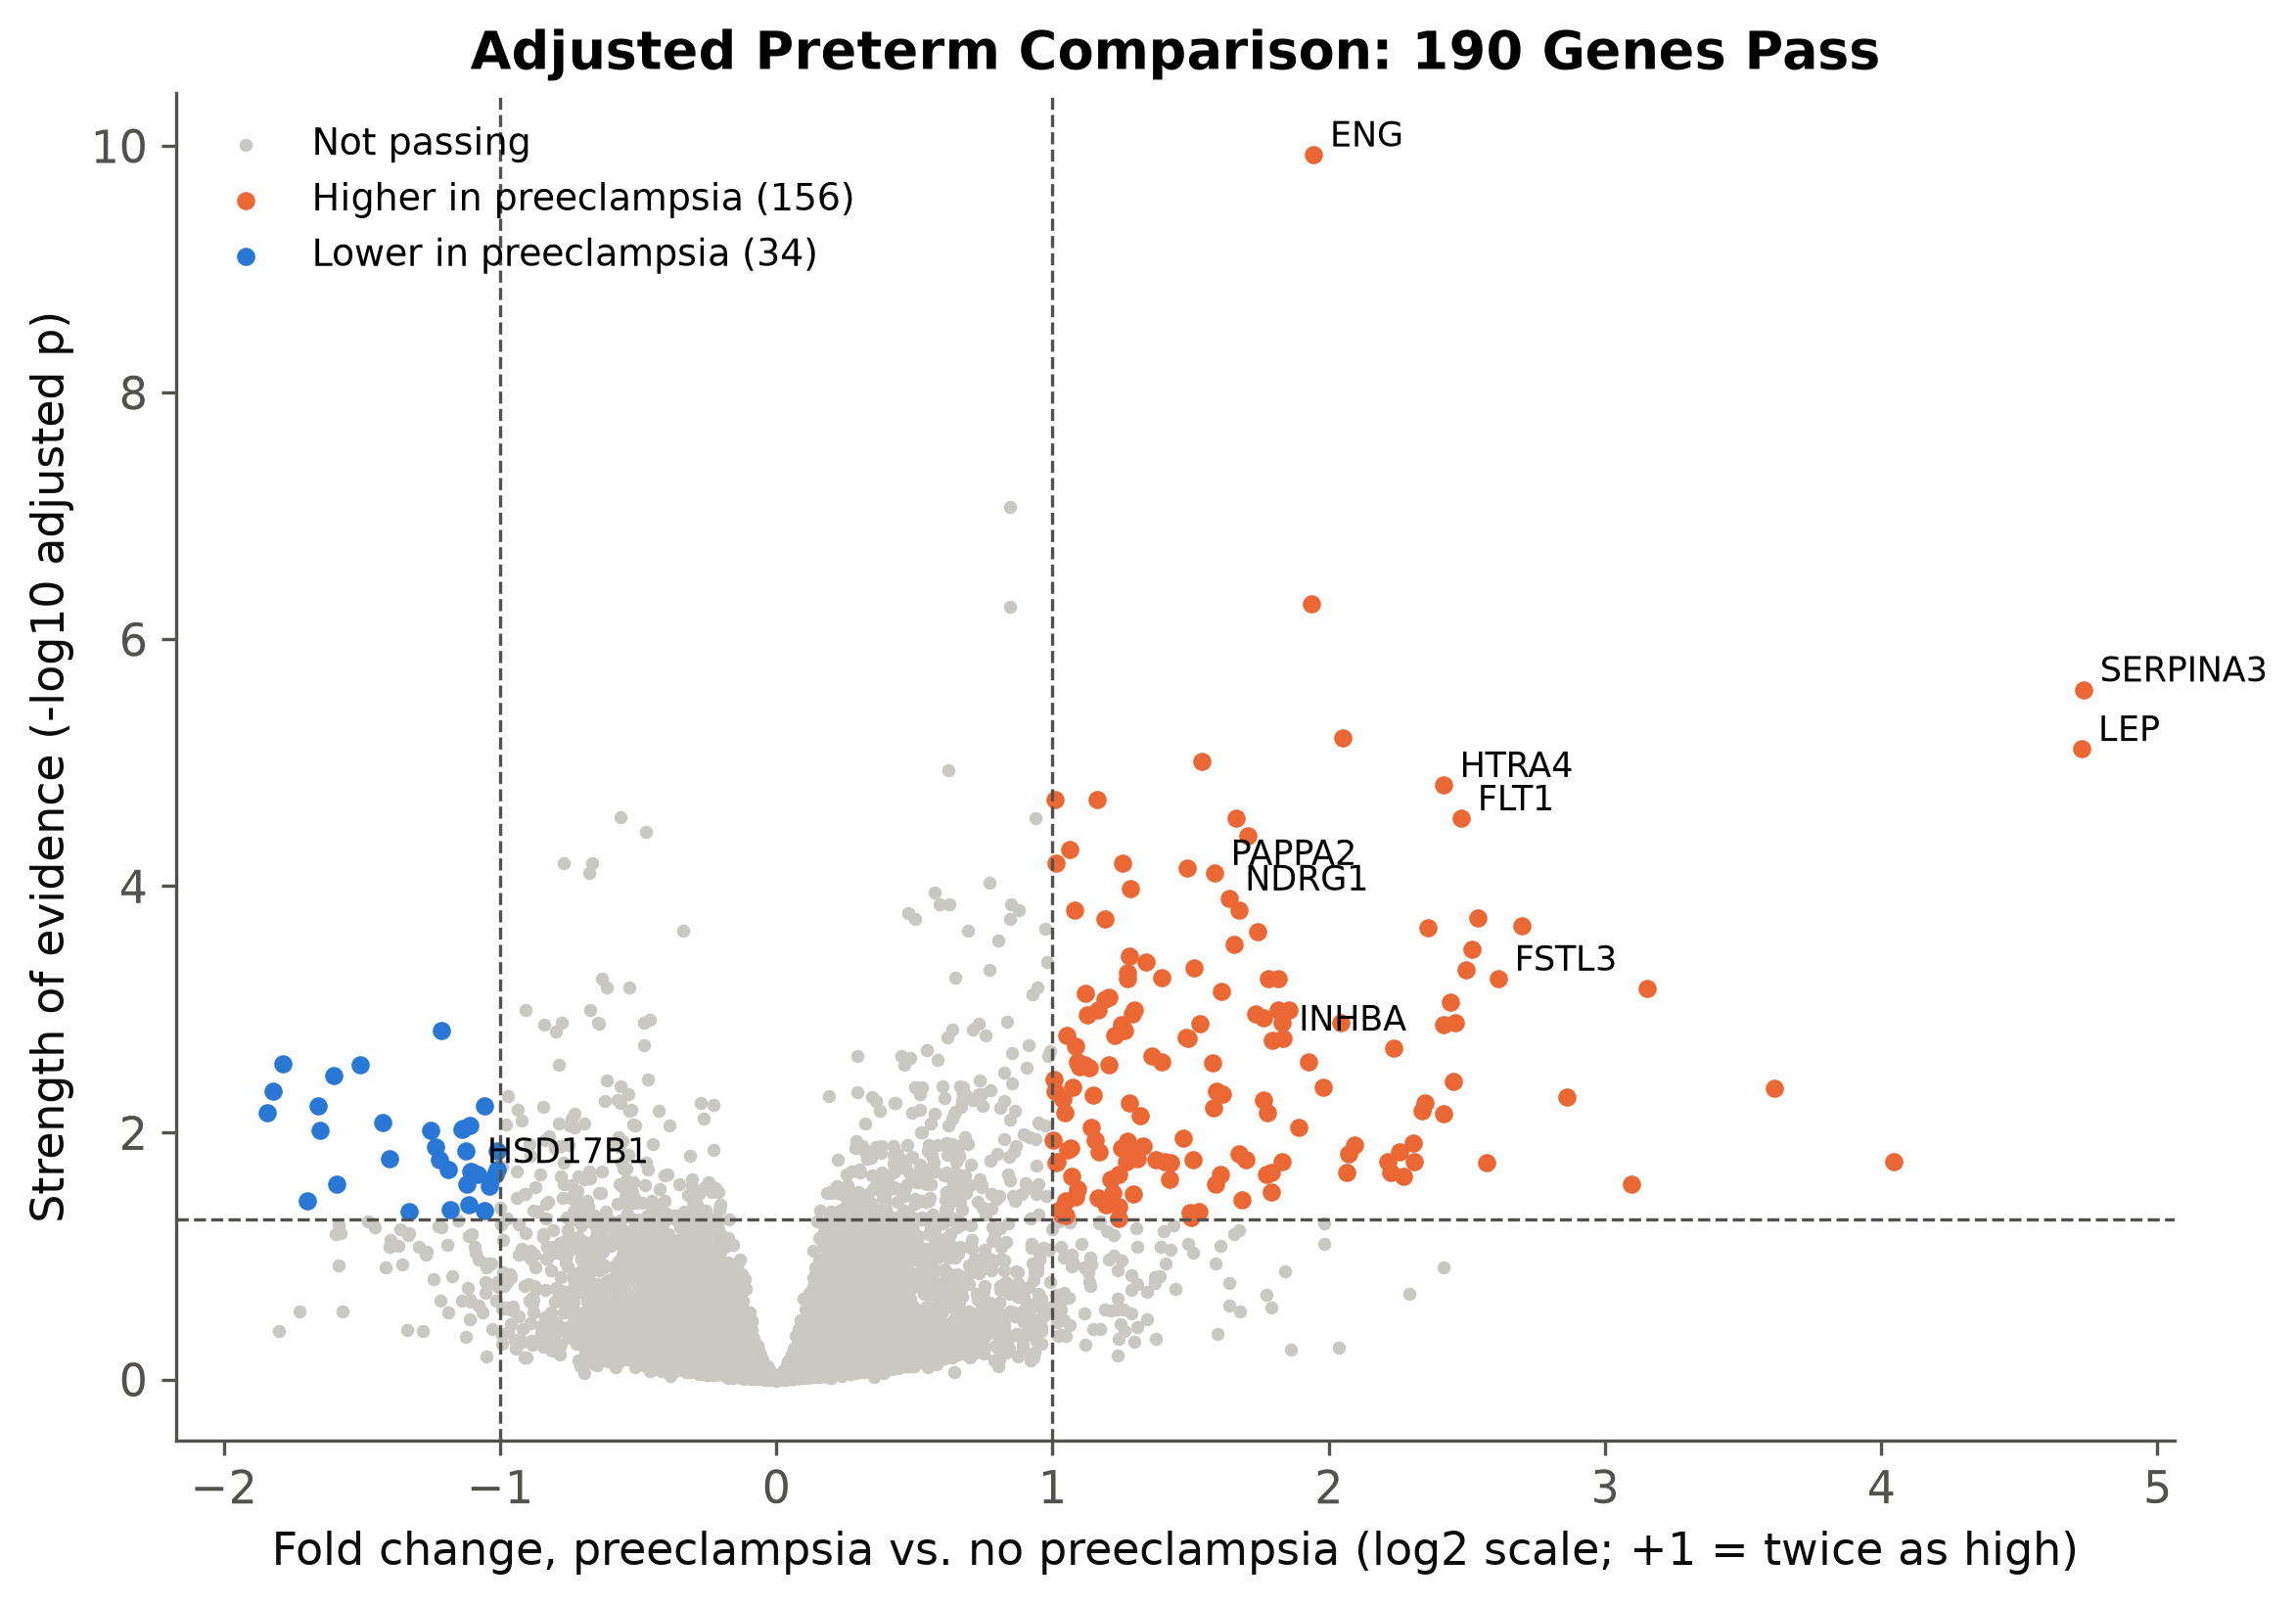 Adjusted Preterm Comparison: 190 Genes Pass
Not passing
Higher in preeclampsia (156)
Lower in preeclampsia (34)
ENG
SERPINA3
LEP
HTRA4
FLT1
PAPPA2
NDRG1
FSTL3
INHBA
HSD17B1
Strength of evidence (-log10 adjusted p)
10
8
6
4
2
0
−2
−1
0
1
2
3
4
5
Fold change, preeclampsia vs. no preeclampsia (log2 scale; +1 = twice as high)